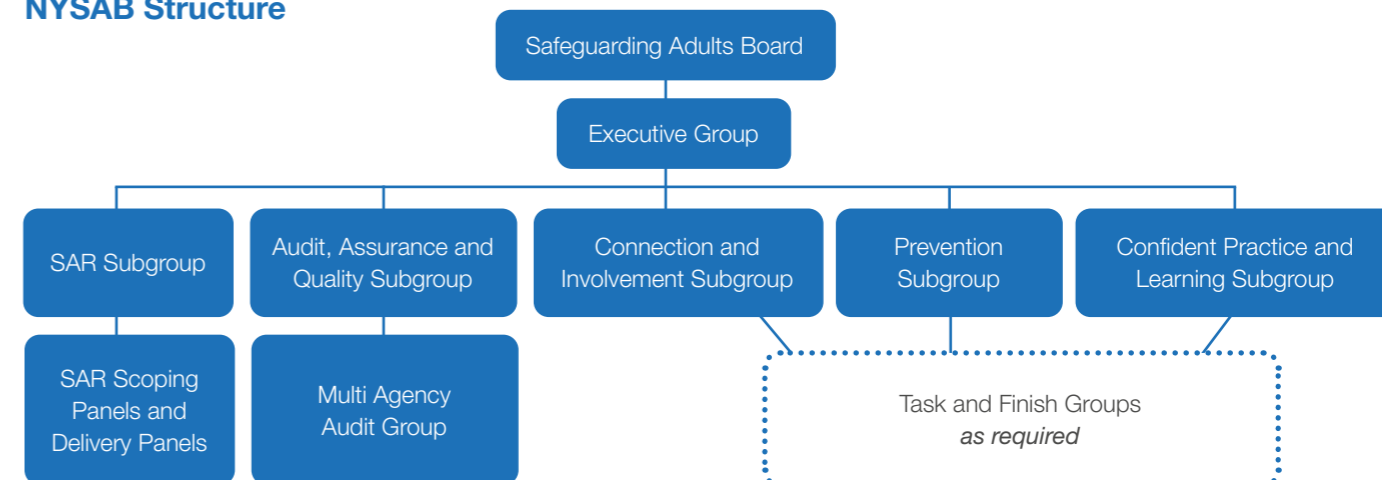 NYSAB Structure
Safeguarding Adults Board
Executive Group
SAR Subgroup
Audit, Assurance and
Quality Subgroup
Connection and
Involvement Subgroup
Prevention
Subgroup
Confident Practice and
Learning Subgroup
SAR Scoping
Panels and
Delivery Panels
Multi Agency
Audit Group
Task and Finish Groups
as required